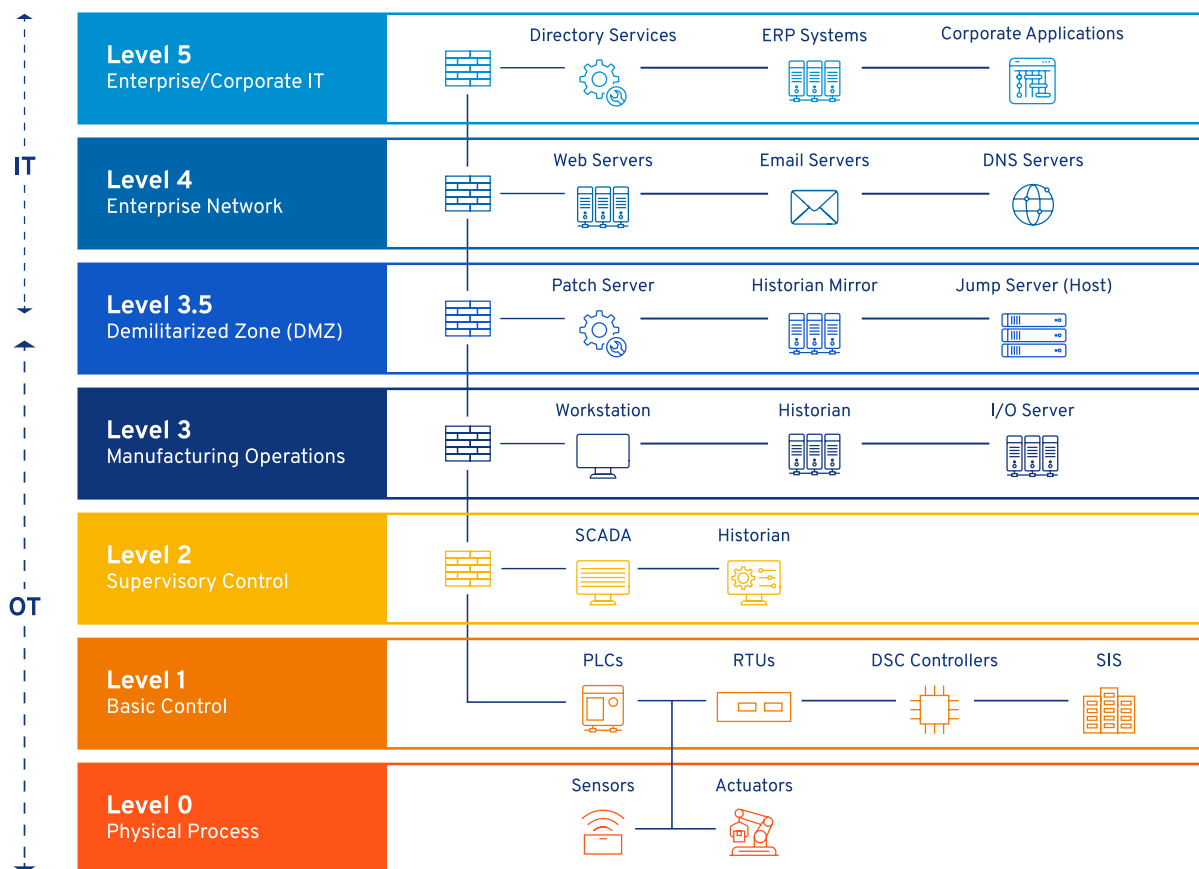 IT
OT
Level 5
Enterprise/Corporate IT
Directory Services
ERP Systems
Corporate Applications
Level 4
Enterprise Network
Web Servers
Email Servers
DNS Servers
Level 3.5
Demilitarized Zone (DMZ)
Patch Server
Historian Mirror
Jump Server (Host)
Level 3
Manufacturing Operations
Workstation
Historian
I/O Server
Level 2
Supervisory Control
SCADA
Historian
Level 1
Basic Control
PLCs
RTUs
DSC Controllers
SIS
Level 0
Physical Process
Sensors
Actuators